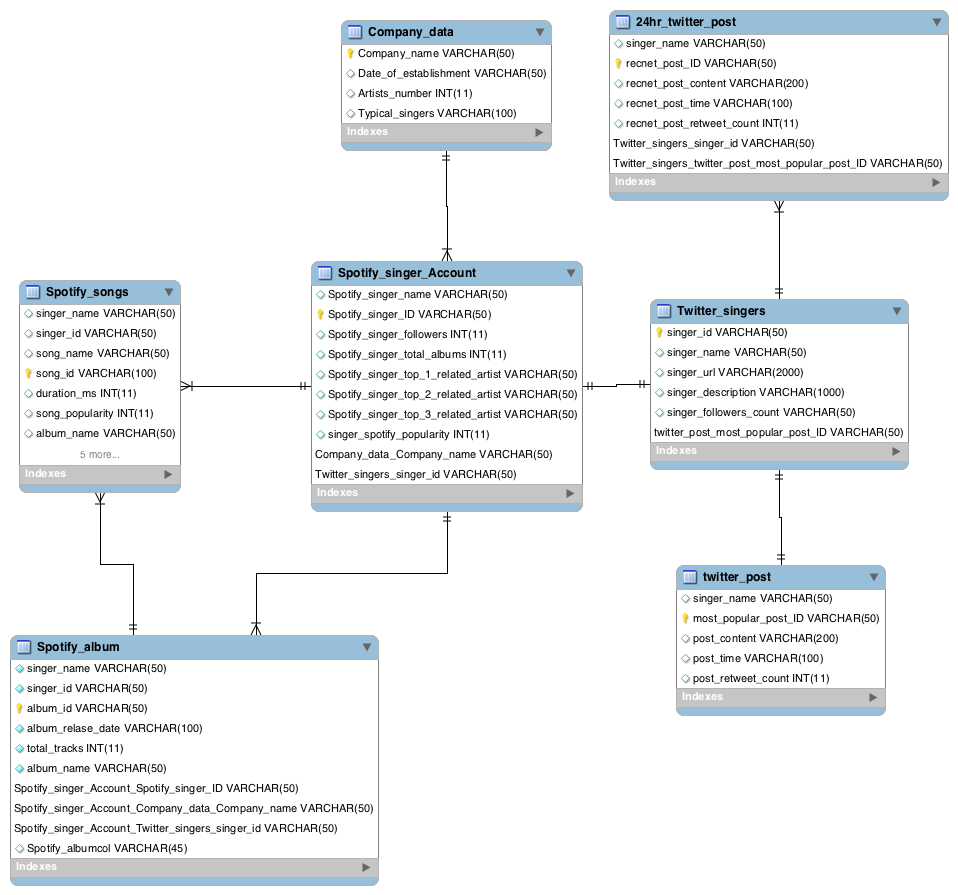 Company_data
Company_name VARCHAR(50)
Date_of_establishment VARCHAR(50)
Artists_number INT(11)
Typical_singers VARCHAR(100)
Indexes
24hr_twitter_post
singer_name VARCHAR(50)
recnet_post_ID VARCHAR(50)
recnet_post_content VARCHAR(200)
recnet_post_time VARCHAR(100)
recnet_post_retweet_count INT(11)
Twitter_singers_singer_id VARCHAR(50)
Twitter_singers_twitter_post_most_popular_post_ID VARCHAR(50)
Indexes
Spotify_songs
singer_name VARCHAR(50)
singer_id VARCHAR(50)
song_name VARCHAR(50)
song_id VARCHAR(100)
duration_ms INT(11)
song_popularity INT(11)
album_name VARCHAR(50)
5 more...
Indexes
Spotify_singer_Account
Spotify_singer_name VARCHAR(50)
Spotify_singer_ID VARCHAR(50)
Spotify_singer_followers INT(11)
Spotify_singer_total_albums INT(11)
Spotify_singer_top_1_related_artist VARCHAR(50)
Spotify_singer_top_2_related_artist VARCHAR(50)
Spotify_singer_top_3_related_artist VARCHAR(50)
singer_spotify_popularity INT(11)
Company_data_Company_name VARCHAR(50)
Twitter_singers_singer_id VARCHAR(50)
Indexes
Twitter_singers
singer_id VARCHAR(50)
singer_name VARCHAR(50)
singer_url VARCHAR(2000)
singer_description VARCHAR(1000)
singer_followers_count VARCHAR(50)
twitter_post_most_popular_post_ID VARCHAR(50)
Indexes
twitter_post
singer_name VARCHAR(50)
most_popular_post_ID VARCHAR(50)
post_content VARCHAR(200)
post_time VARCHAR(100)
post_retweet_count INT(11)
Indexes
Spotify_album
singer_name VARCHAR(50)
singer_id VARCHAR(50)
album_id VARCHAR(50)
album_relase_date VARCHAR(100)
total_tracks INT(11)
album_name VARCHAR(50)
Spotify_singer_Account_Spotify_singer_ID VARCHAR(50)
Spotify_singer_Account_Company_data_Company_name VARCHAR(50)
Spotify_singer_Account_Twitter_singers_singer_id VARCHAR(50)
Spotify_albumcol VARCHAR(45)
Indexes